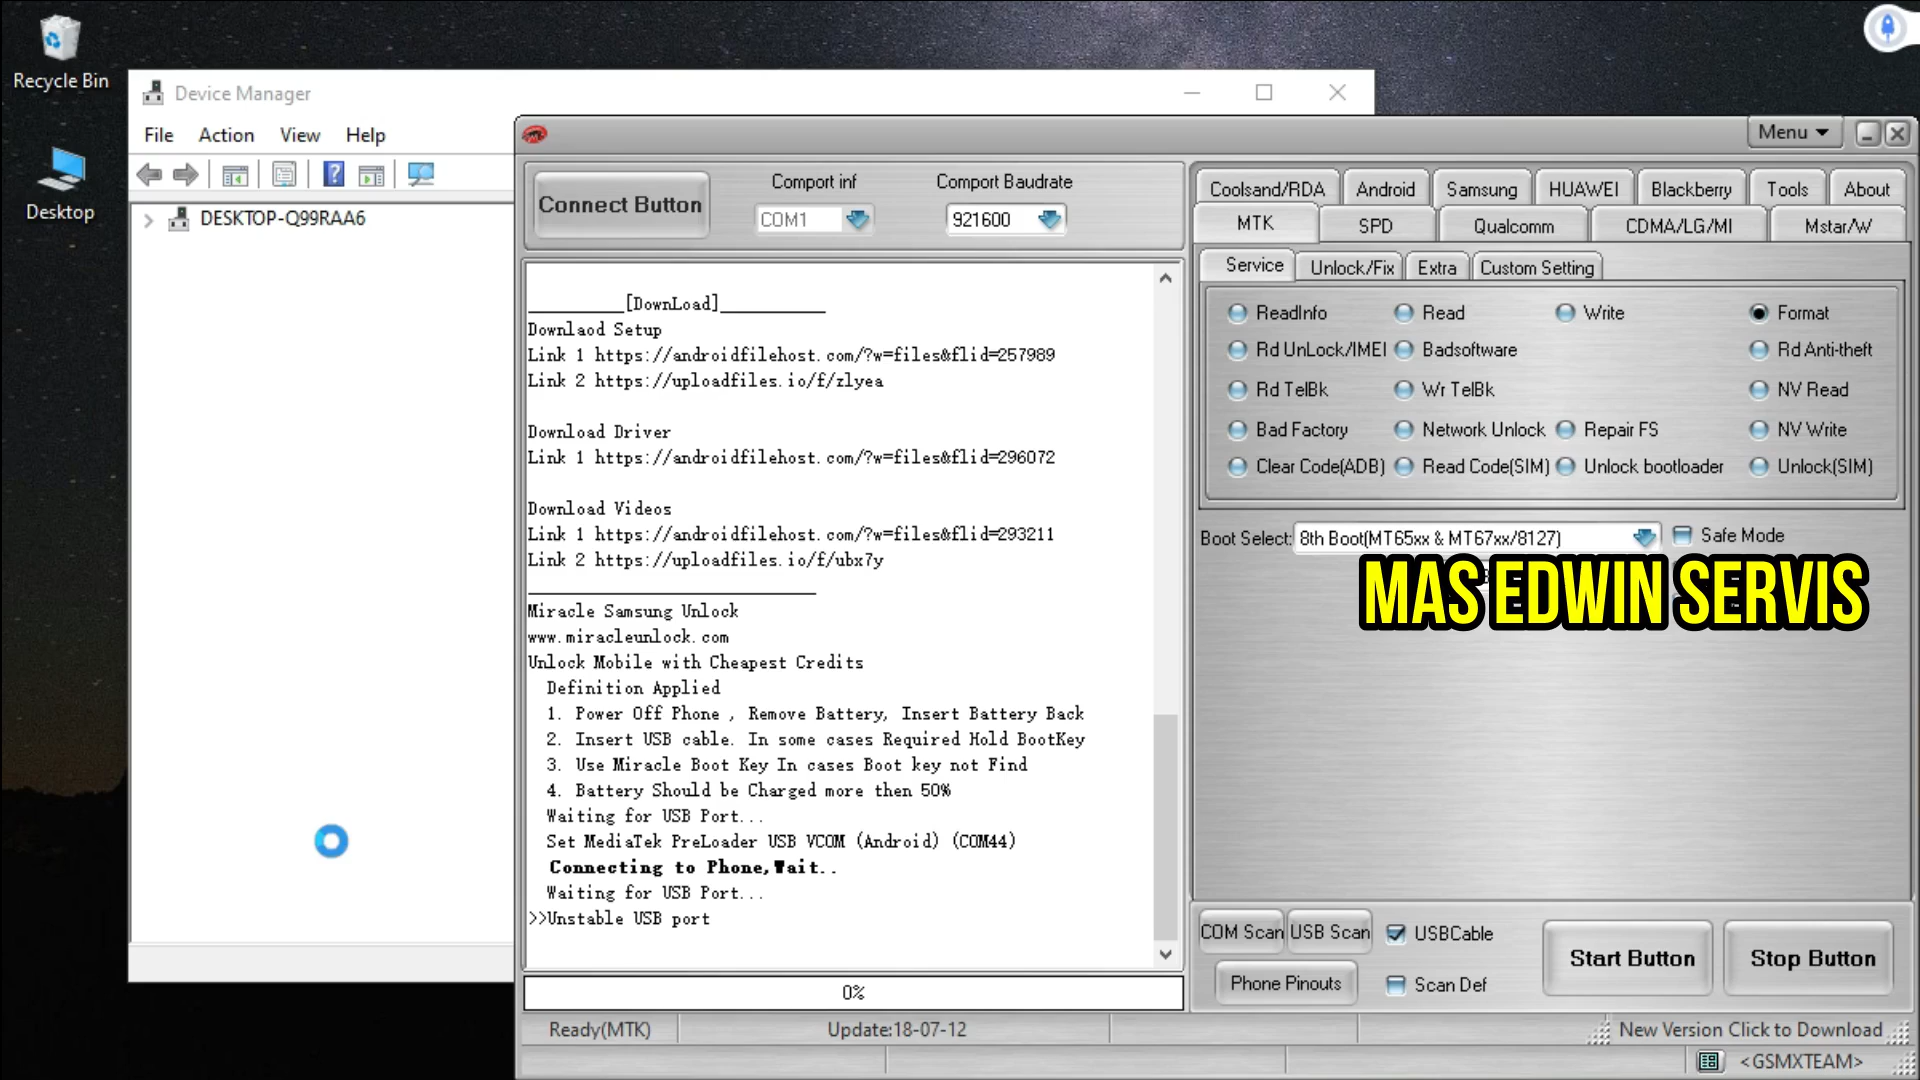 Recycle Bin
Desktop
Device Manager
File Action View Help
DESKTOP-Q99RAA6
Menu
Connect Button
Comport inf
COM1
Comport Baudrate
921600
Coolsand/RDA Android Samsung HUAWEI Blackberry Tools About
MTK SPD Qualcomm CDMA/LG/MI Mstar/W
Service Unlock/Fix Extra Custom Setting
ReadInfo Read Write Format
Rd UnLock/IMEI Badsoftware Rd Anti-theft
Rd TelBk Wr TelBk NV Read
Bad Factory Network Unlock Repair FS NV Write
Clear Code(ADB) Read Code(SIM) Unlock bootloader Unlock(SIM)
Boot Select: 8th Boot(MT65xx & MT67xx/8127) Safe Mode
MAS EDWIN SERVIS
__________[DownLoad]___________
Downlaod Setup
Link 1 https://androidfilehost.com/?w=files&flid=257989
Link 2 https://uploadfiles.io/f/zlyea
Download Driver
Link 1 https://androidfilehost.com/?w=files&flid=296072
Download Videos
Link 1 https://androidfilehost.com/?w=files&flid=293211
Link 2 https://uploadfiles.io/f/ubx7y
______________________________
Miracle Samsung Unlock
www.miracleunlock.com
Unlock Mobile with Cheapest Credits
Definition Applied
1. Power Off Phone , Remove Battery, Insert Battery Back
2. Insert USB cable. In some cases Required Hold BootKey
3. Use Miracle Boot Key In cases Boot key not Find
4. Battery Should be Charged more then 50%
Waiting for USB Port...
Set MediaTek PreLoader USB VCOM (Android) (COM44)
Connecting to Phone,Wait..
Waiting for USB Port...
>>Unstable USB port
0%
COM Scan USB Scan USBCable
Phone Pinouts Scan Def
Start Button Stop Button
Ready(MTK) Update:18-07-12 New Version Click to Download
<GSMXTEAM>